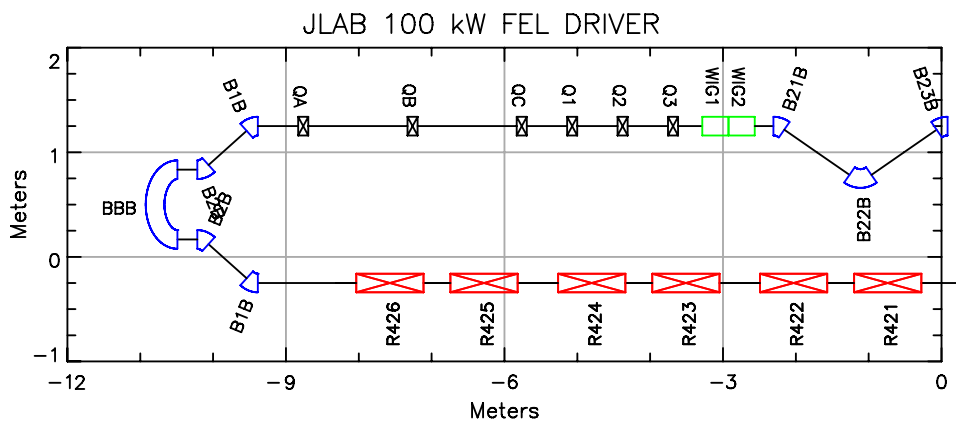 JLAB 100 kW FEL DRIVER
2
1
0
-1
Meters
B1B
QA
QB
QC
Q1
Q2
Q3
WIG1
WIG2
B21B
B23B
BBB
B2B
B22B
B1B
R426
R425
R424
R423
R422
R421
-12
-9
-6
-3
0
Meters